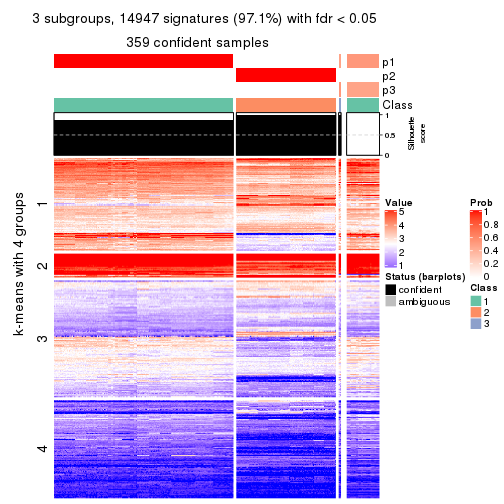 3 subgroups, 14947 signatures (97.1%) with fdr < 0.05
359 confident samples
p1
p2
p3
Class
1
0.5
0
Silhouette
score
k-means with 4 groups
1
2
3
4
Value
5
4
3
2
1
Status (barplots)
confident
ambiguous
Prob
1
0.8
0.6
0.4
0.2
0
Class
1
2
3